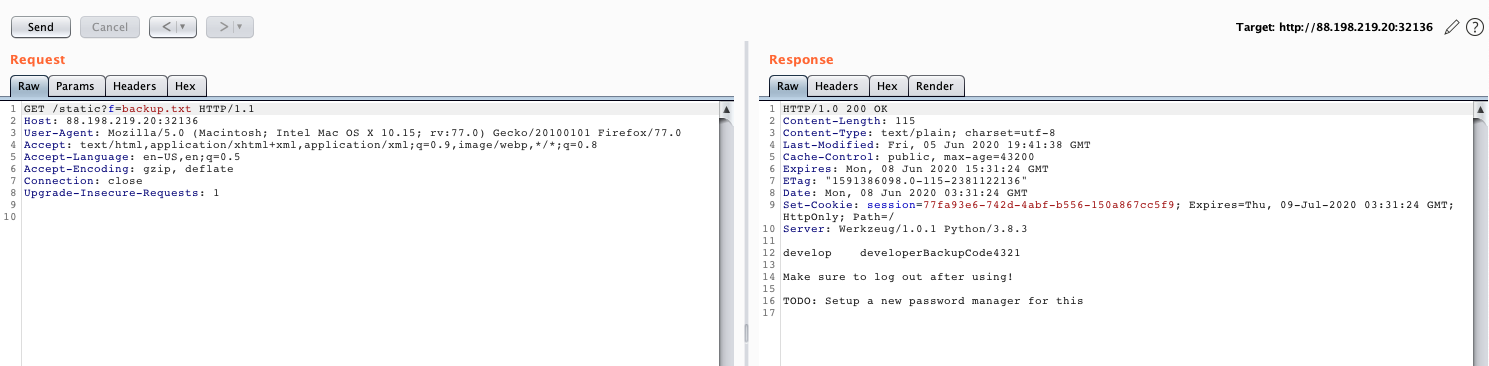 Send Cancel < > Target: http://88.198.219.20:32136 ?
Request
Raw Params Headers Hex
1 GET /static?f=backup.txt HTTP/1.1
2 Host: 88.198.219.20:32136
3 User-Agent: Mozilla/5.0 (Macintosh; Intel Mac OS X 10.15; rv:77.0) Gecko/20100101 Firefox/77.0
4 Accept: text/html,application/xhtml+xml,application/xml;q=0.9,image/webp,*/*;q=0.8
5 Accept-Language: en-US,en;q=0.5
6 Accept-Encoding: gzip, deflate
7 Connection: close
8 Upgrade-Insecure-Requests: 1
9
10
Response
Raw Headers Hex Render
1 HTTP/1.0 200 OK
2 Content-Length: 115
3 Content-Type: text/plain; charset=utf-8
4 Last-Modified: Fri, 05 Jun 2020 19:41:38 GMT
5 Cache-Control: public, max-age=43200
6 Expires: Mon, 08 Jun 2020 15:31:24 GMT
7 ETag: "1591386098.0-115-2381122136"
8 Date: Mon, 08 Jun 2020 03:31:24 GMT
9 Set-Cookie: session=77fa93e6-742d-4abf-b556-150a867cc5f9; Expires=Thu, 09-Jul-2020 03:31:24 GMT;
HttpOnly; Path=/
10 Server: Werkzeug/1.0.1 Python/3.8.3
11
12 develop    developerBackupCode4321
13
14 Make sure to log out after using!
15
16 TODO: Setup a new password manager for this
17